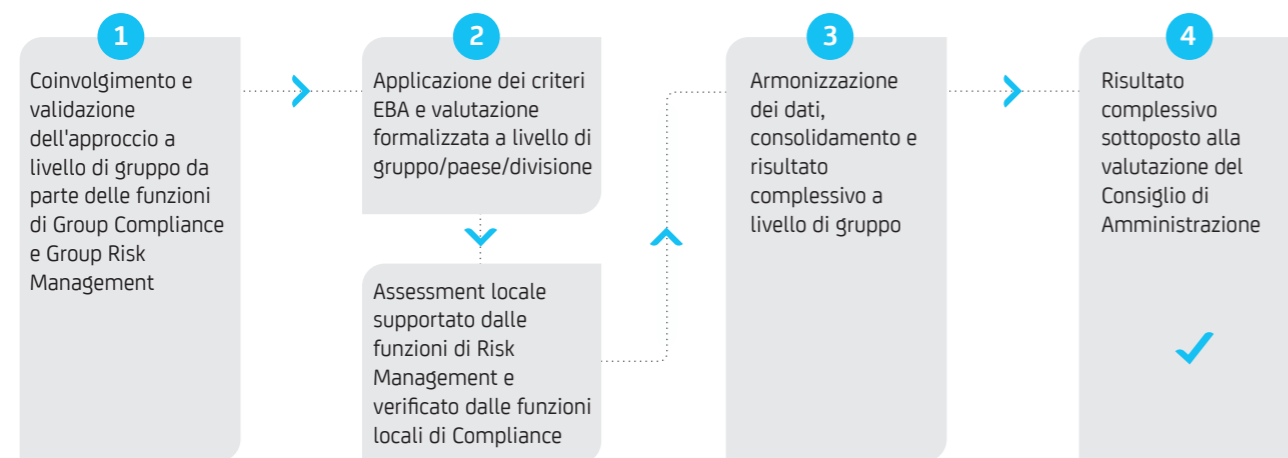 1
Coinvolgimento e
validazione
dell'approccio a
livello di gruppo da
parte delle funzioni
di Group Compliance
e Group Risk
Management
2
Applicazione dei criteri
EBA e valutazione
formalizzata a livello di
gruppo/paese/divisione
Assessment locale
supportato dalle
funzioni di Risk
Management e
verificato dalle funzioni
locali di Compliance
3
Armonizzazione
dei dati,
consolidamento e
risultato
complessivo a
livello di gruppo
4
Risultato
complessivo
sottoposto alla
valutazione del
Consiglio di
Amministrazione